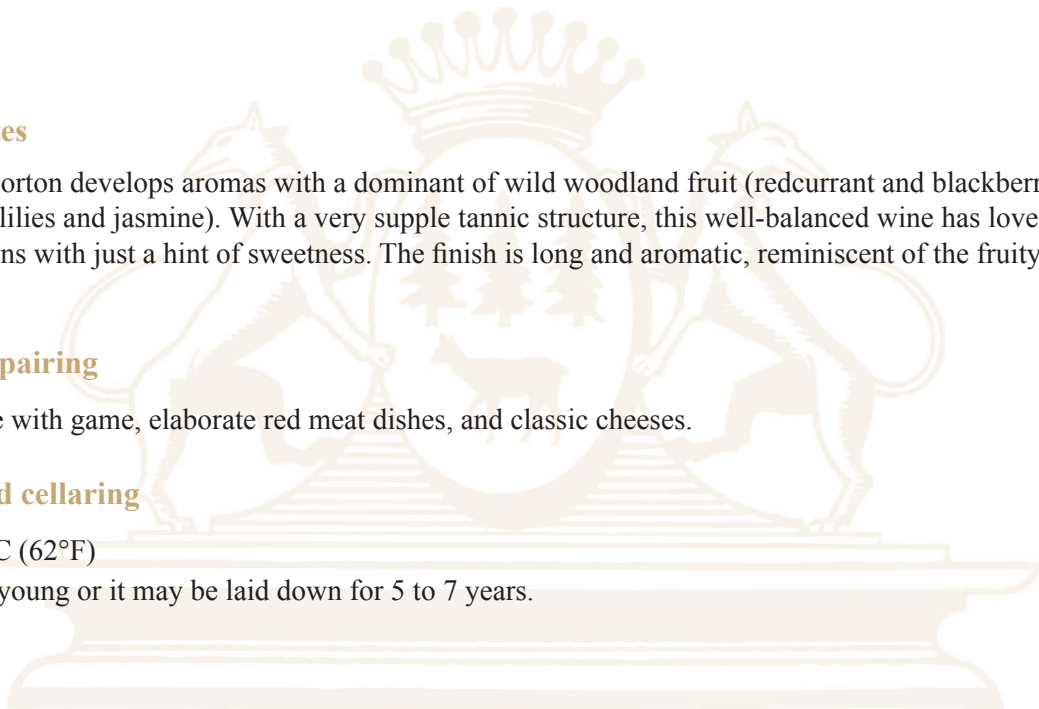 es
orton develops aromas with a dominant of wild woodland fruit (redcurrant and blackber
lilies and jasmine). With a very supple tannic structure, this well-balanced wine has love
ns with just a hint of sweetness. The finish is long and aromatic, reminiscent of the fruity
pairing
with game, elaborate red meat dishes, and classic cheeses.
d cellaring
C (62°F)
young or it may be laid down for 5 to 7 years.